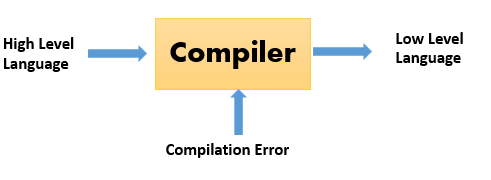 High Level
Language
Compiler
Low Level
Language
Compilation Error